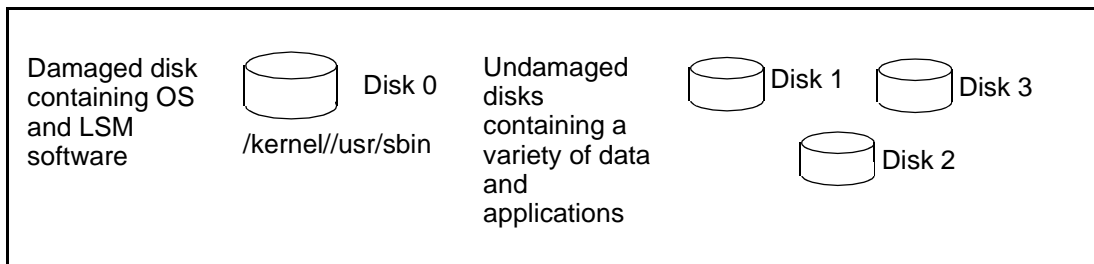 Damaged disk
containing OS
and LSM
software
Disk 0
/kernel//usr/sbin
Undamaged
disks
containing a
variety of data
and
applications
Disk 1
Disk 3
Disk 2